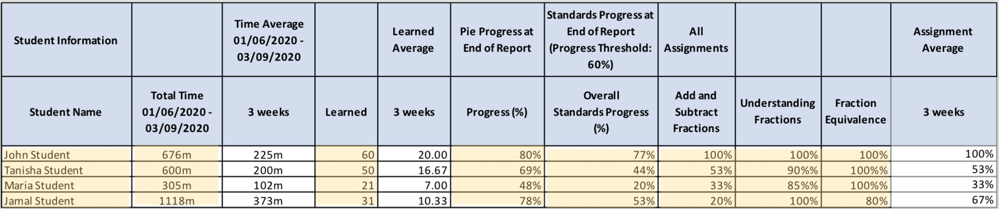 Student Information Time Average 01/06/2020 - 03/09/2020 Learned Average Pie Progress at End of Report Standards Progress at End of Report (Progress Threshold: 60%) All Assignments Assignment Average
Student Name Total Time 01/06/2020 - 03/09/2020 3 weeks Learned 3 weeks Progress (%) Overall Standards Progress (%) Add and Subtract Fractions Understanding Fractions Fraction Equivalence 3 weeks
John Student 676m 225m 60 20.00 80% 77% 100% 100% 100% 100%
Tanisha Student 600m 200m 50 16.67 69% 44% 53% 90%% 100%% 53%
Maria Student 305m 102m 21 7.00 48% 20% 33% 85%% 100%% 33%
Jamal Student 1118m 373m 31 10.33 78% 53% 20% 100% 80% 67%